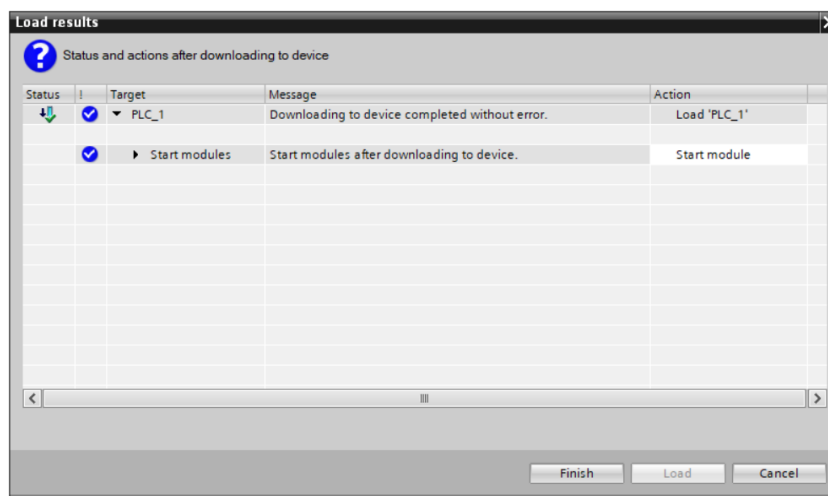 Load results
Status and actions after downloading to device
Status ! Target Message Action
PLC_1 Downloading to device completed without error. Load 'PLC_1'
Start modules Start modules after downloading to device. Start module
Finish Load Cancel